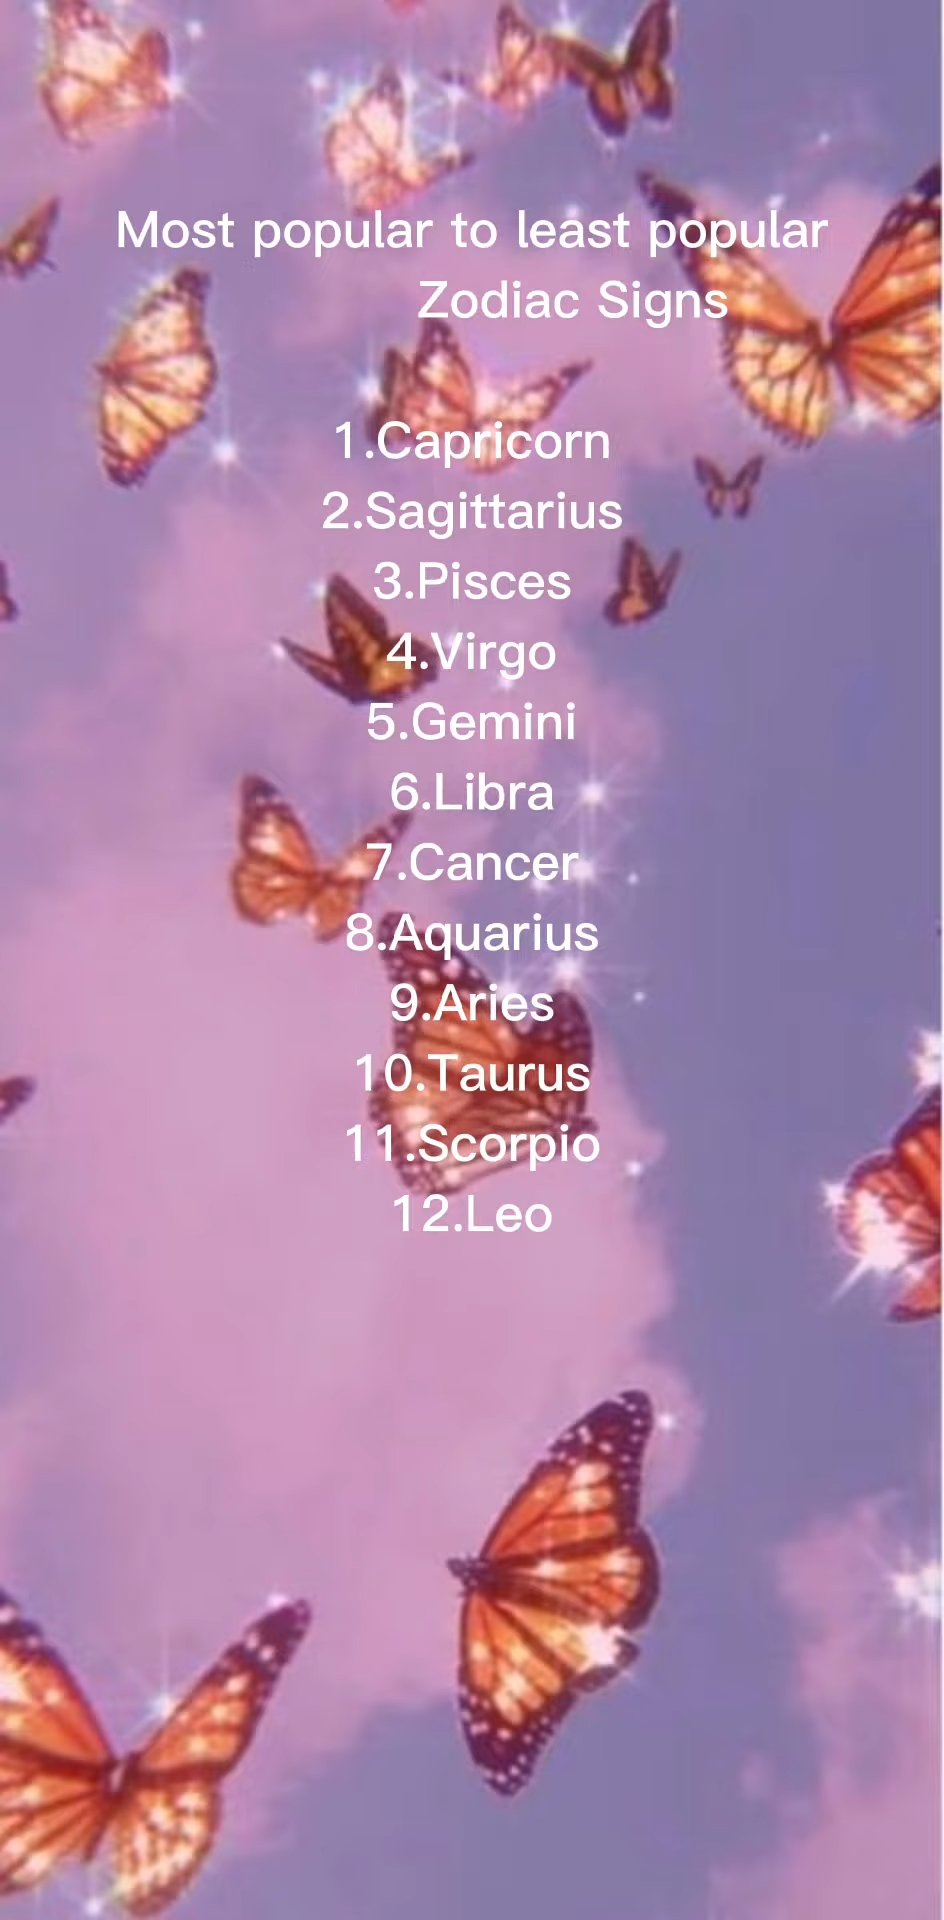 Most popular to least popular
Zodiac Signs
1.Capricorn
2.Sagittarius
3.Pisces
4.Virgo
5.Gemini
6.Libra
7.Cancer
8.Aquarius
9.Aries
10.Taurus
11.Scorpio
12.Leo